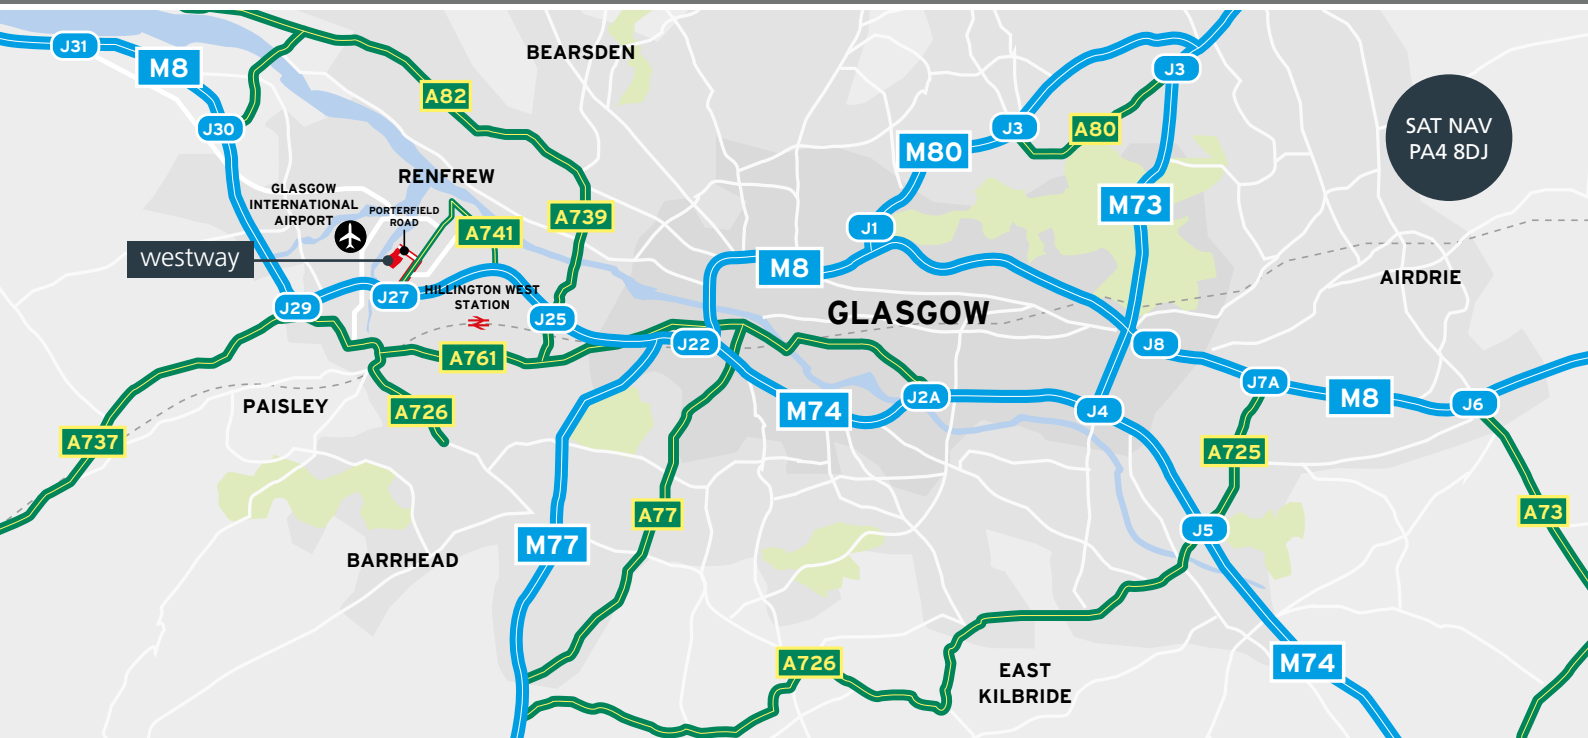 J31
M8
BEARSDEN
J3
A82
J30
J3
A80
SAT NAV
PA4 8DJ
M80
RENFREW
GLASGOW
INTERNATIONAL
AIRPORT
PORTERFIELD
ROAD
M73
A739
A741
J1
westway
M8
AIRDRIE
J29
J27
HILLINGTON WEST
STATION
J25
GLASGOW
J22
J8
A761
J7A
PAISLEY
A726
M74
J2A
J4
M8
J6
A737
A725
A77
A73
J5
M77
BARRHEAD
A726
EAST
KILBRIDE
M74